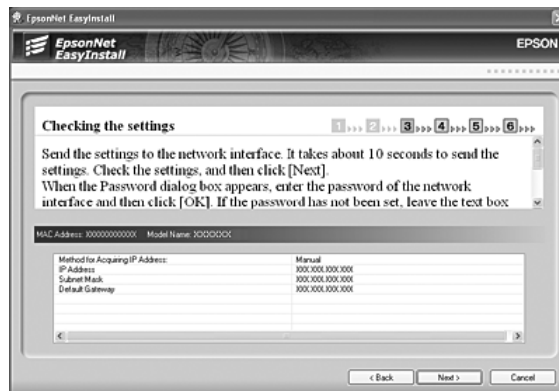 EpsonNet EasyInstall
EpsonNet
EasyInstall
EPSON
Checking the settings
1 >>> 2 >>> 3 >>> 4 >>> 5 >>> 6 >>>
Send the settings to the network interface. It takes about 10 seconds to send the
settings. Check the settings, and then click [Next].
When the Password dialog box appears, enter the password of the network
interface and then click [OK]. If the password has not been set, leave the text box
MAC Address: XXXXXXXXXXXX Model Name: XXXXXXX
Method for Acquiring IP Address: Manual
IP Address XXX.XXX.XXX.XXX
Subnet Mask XXX.XXX.XXX.XXX
Default Gateway XXX.XXX.XXX.XXX
< Back Next > Cancel